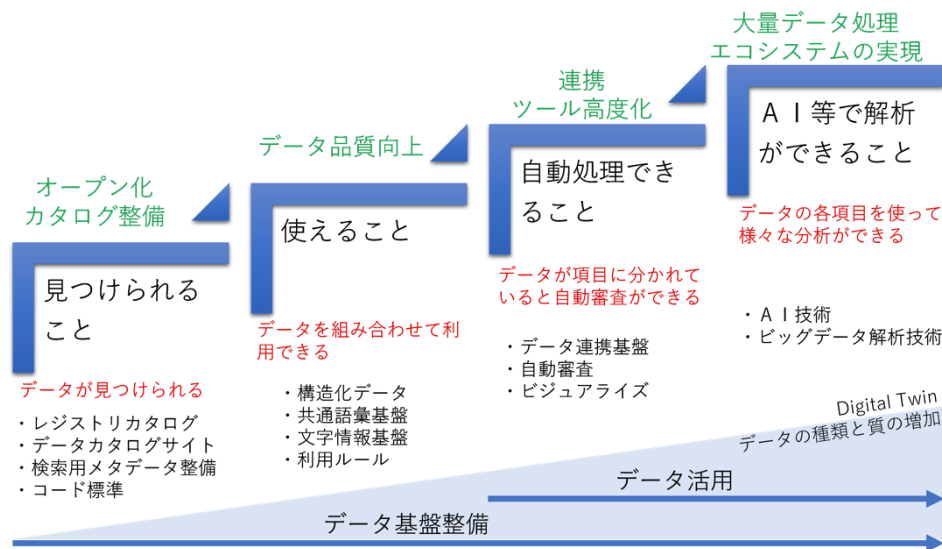 オープン化
カタログ整備
見つけられる
こと
データが見つけられる
・レジストリカタログ
・データカタログサイト
・検索用メタデータ整備
・コード標準
データ品質向上
使えること
データを組み合わせて利
用できる
・構造化データ
・共通語彙基盤
・文字情報基盤
・利用ルール
連携
ツール高度化
自動処理でき
ること
データが項目に分かれて
いると自動審査ができる
・データ連携基盤
・自動審査
・ビジュアライズ
大量データ処理
エコシステムの実現
ＡＩ等で解析
ができること
データの各項目を使って
様々な分析ができる
・ＡＩ技術
・ビッグデータ解析技術
Digital Twin
データの種類と質の増加
データ活用
データ基盤整備